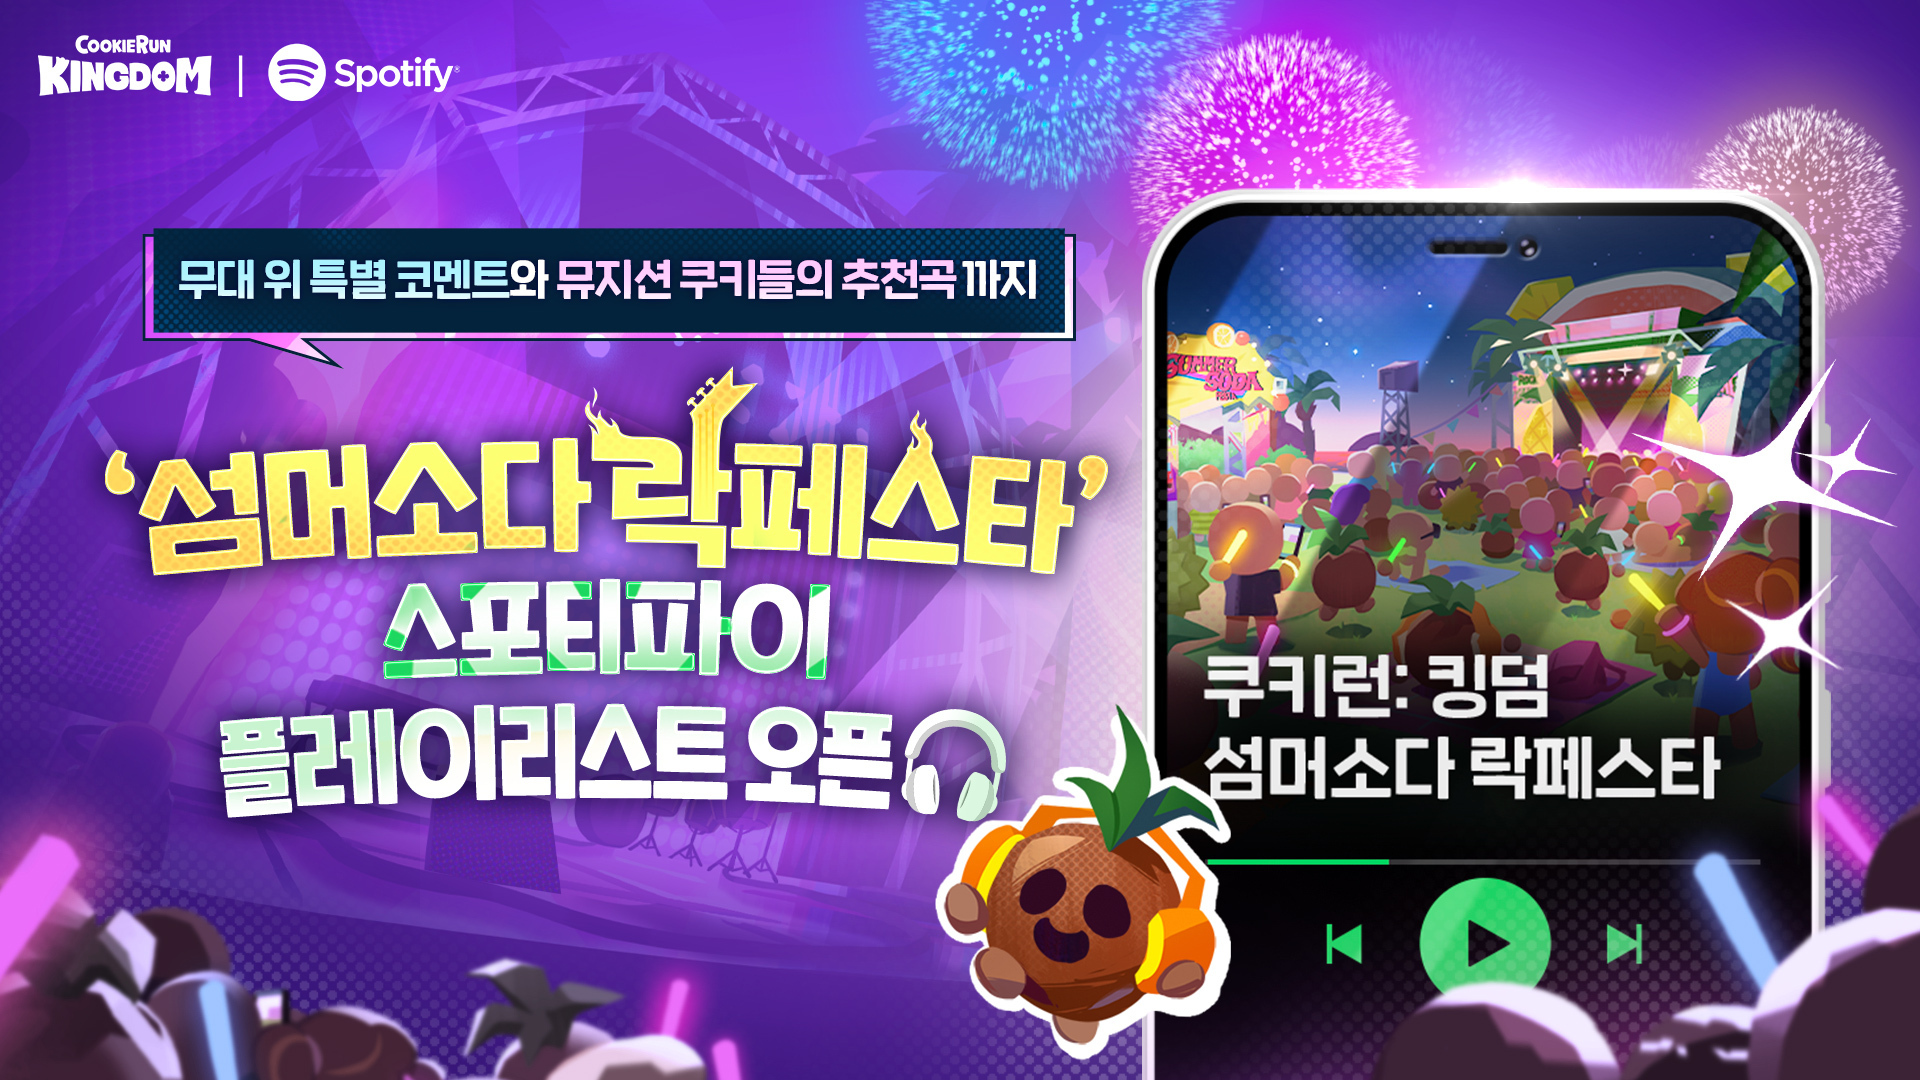 COOKIERUN
KINGDOM | Spotify®
무대 위 특별 코멘트와 뮤지션 쿠키들의 추천곡 까지
‘섬머소다 락페스타’
스포티파이
플레이리스트 오픈
SUMMER
SODA
FESTA
쿠키런: 킹덤
섬머소다 락페스타